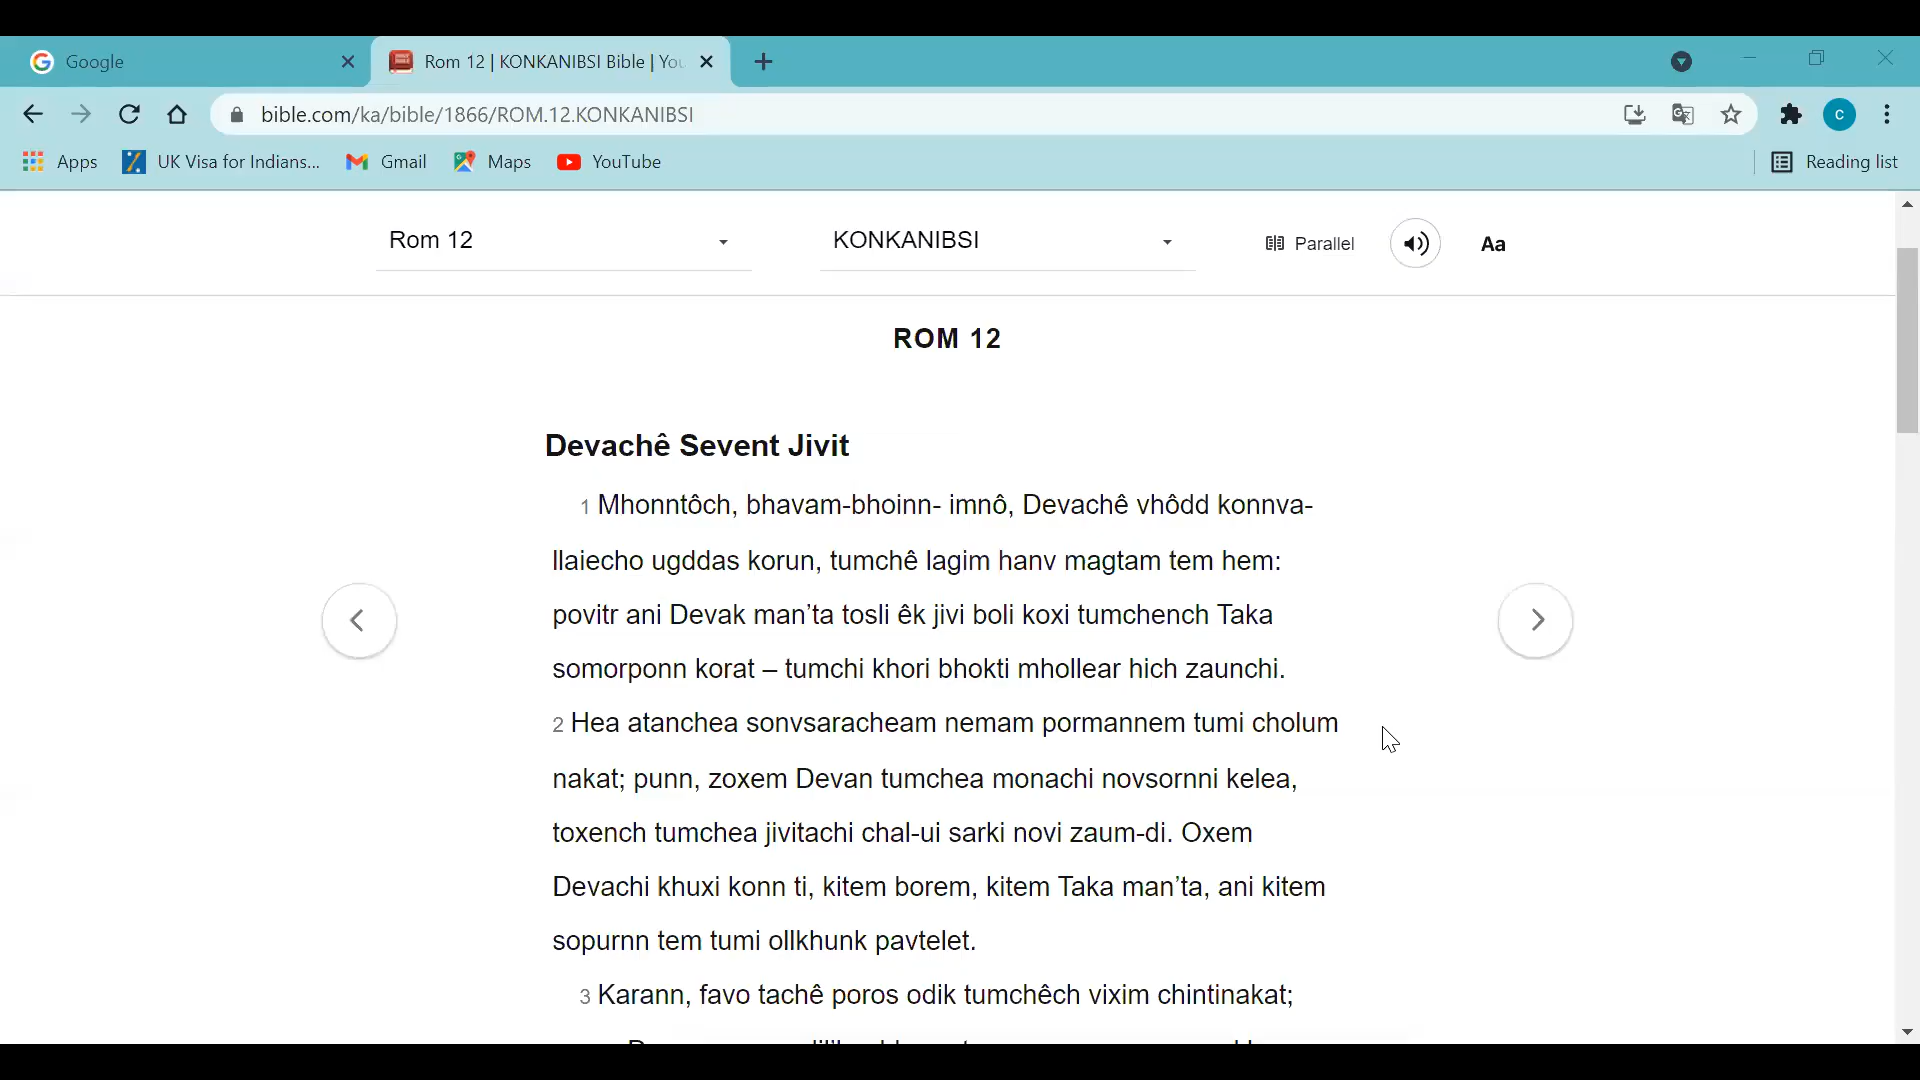 Google
Rom 12 | KONKANIBSI Bible | You
bible.com/ka/bible/1866/ROM.12.KONKANIBSI
c
Apps
UK Visa for Indians...
Gmail
Maps
YouTube
Reading list
Rom 12
KONKANIBSI
Parallel
Aa
ROM 12
Devachê Sevent Jivit
1 Mhonntôch, bhavam-bhoinn- imnô, Devachê vhôdd konnva-
llaiecho ugddas korun, tumchê lagim hanv magtam tem hem:
povitr ani Devak man’ta tosli êk jivi boli koxi tumchench Taka
somorponn korat – tumchi khori bhokti mhollear hich zaunchi.
2 Hea atanchea sonvsaracheam nemam pormannem tumi cholum
nakat; punn, zoxem Devan tumchea monachi novsornni kelea,
toxench tumchea jivitachi chal-ui sarki novi zaum-di. Oxem
Devachi khuxi konn ti, kitem borem, kitem Taka man’ta, ani kitem
sopurnn tem tumi ollkhunk pavtelet.
3 Karann, favo tachê poros odik tumchêch vixim chintinakat;